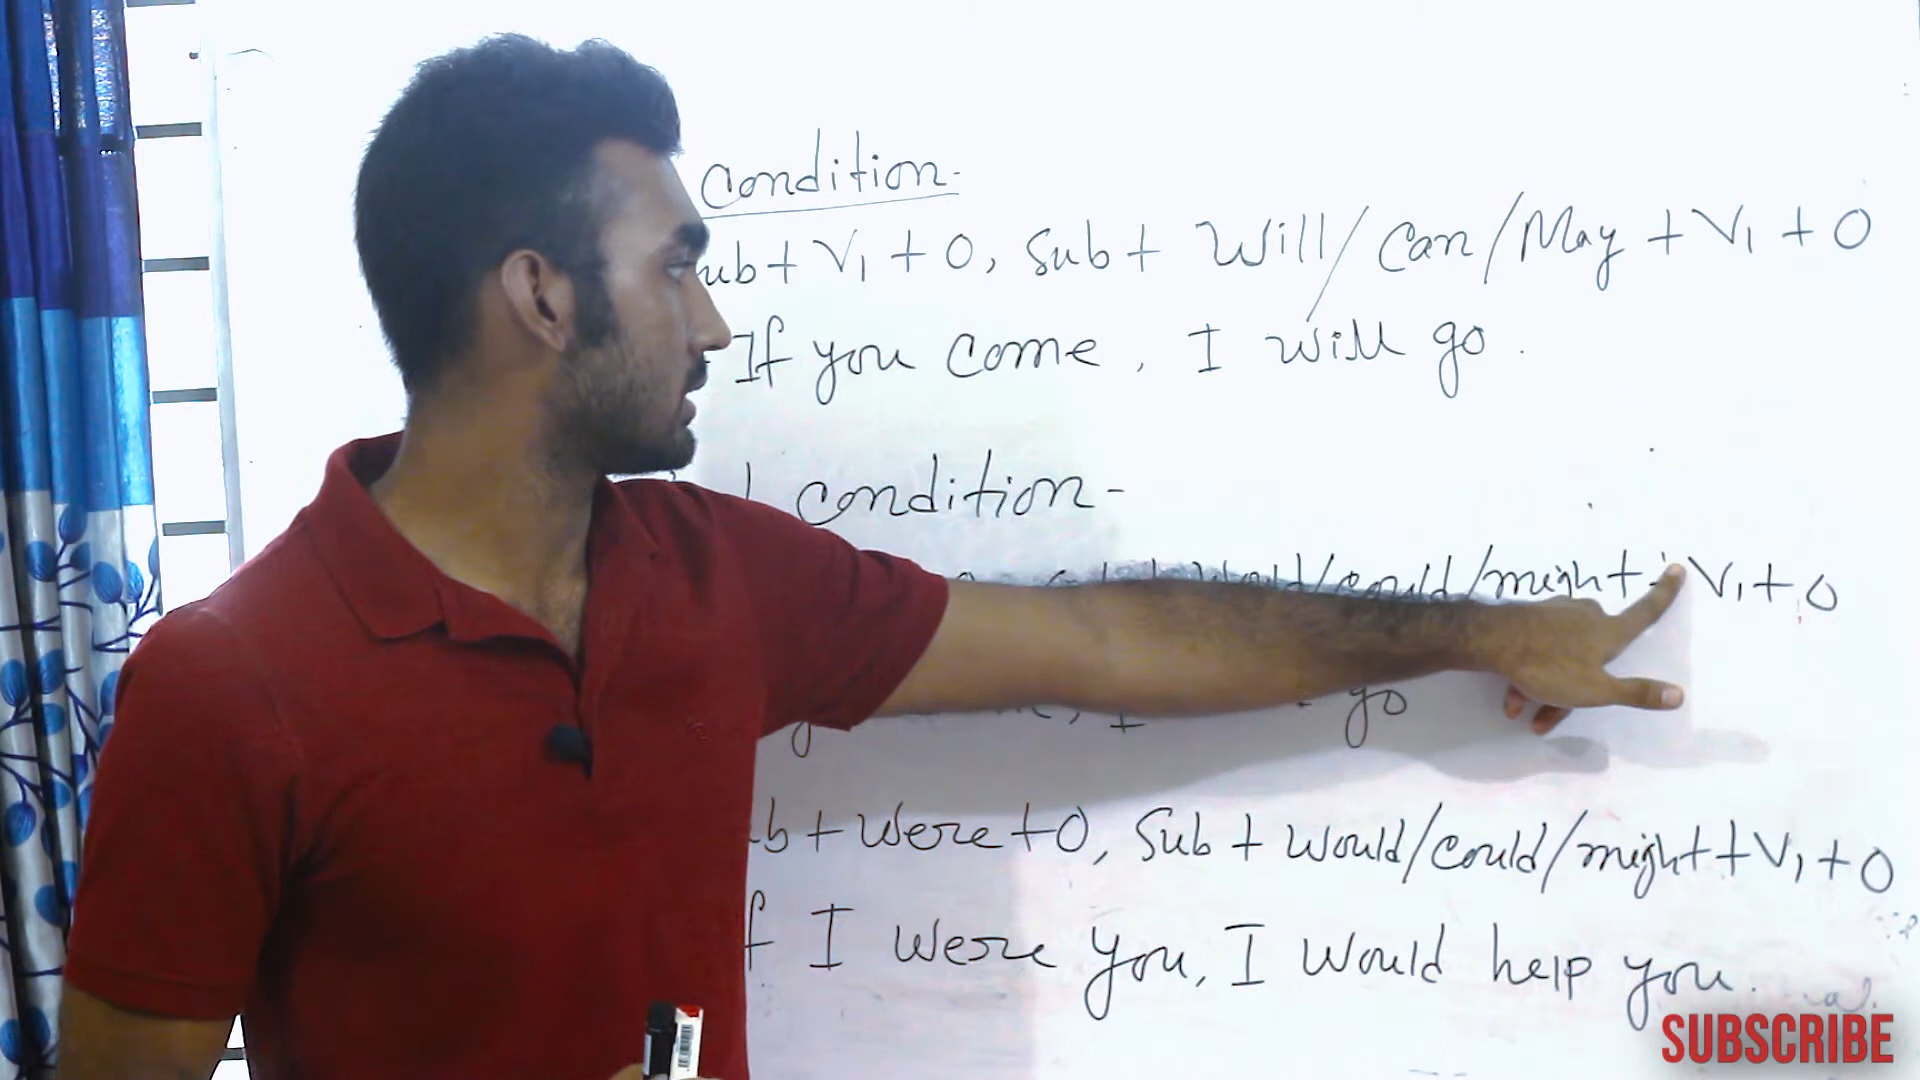 Condition-
ub + V1 + O, Sub + Will/Can/May + V1 + O
If you come, I will go.
condition-
Would/could/might + V1 + O
, I go
b + were + O, Sub + Would/could/might + V1 + O
f I were you, I would help you.
SUBSCRIBE